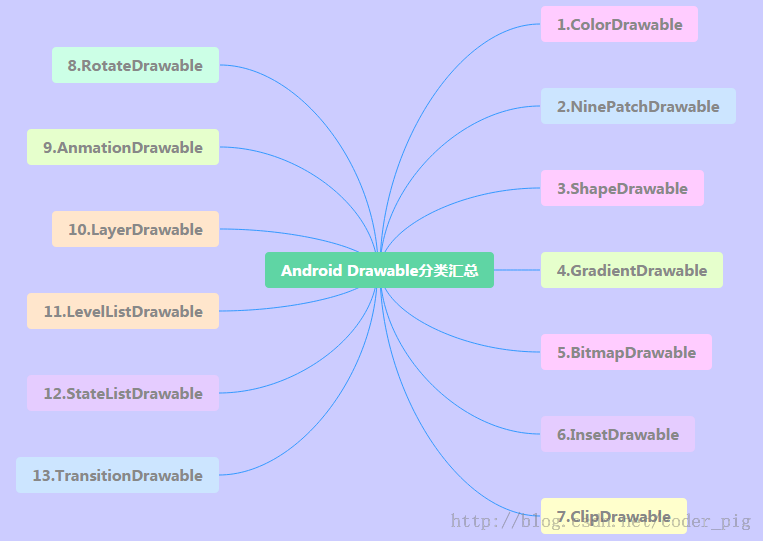 Android Drawable分类汇总
1.ColorDrawable
2.NinePatchDrawable
3.ShapeDrawable
4.GradientDrawable
5.BitmapDrawable
6.InsetDrawable
7.ClipDrawable
8.RotateDrawable
9.AnmationDrawable
10.LayerDrawable
11.LevelListDrawable
12.StateListDrawable
13.TransitionDrawable
http://blog.csdn.net/coder_pig